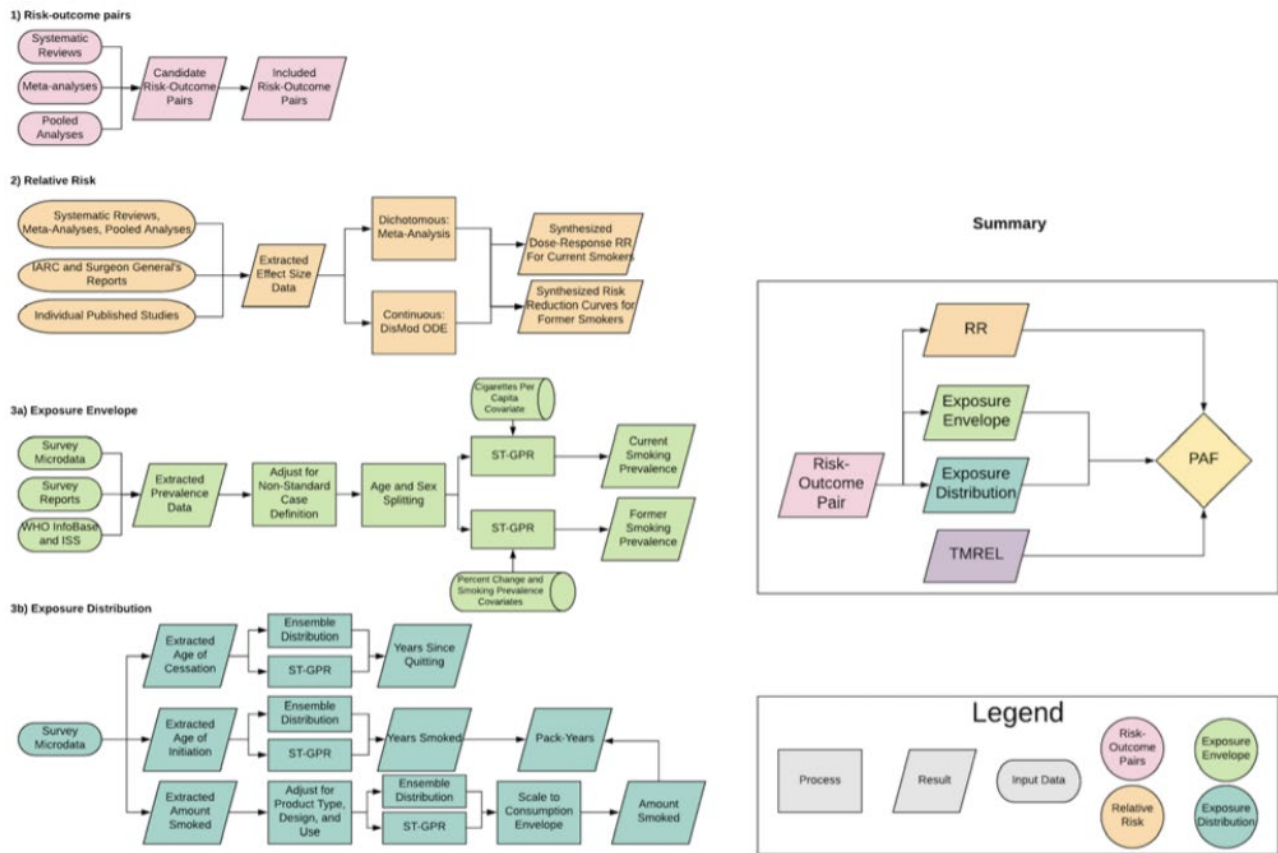 1) Risk-outcome pairs
Systematic
Reviews
Meta-analyses
Pooled
Analyses
Candidate
Risk-Outcome
Pairs
Included
Risk-Outcome
Pairs
2) Relative Risk
Systematic Reviews,
Meta-Analyses, Pooled Analyses
IARC and Surgeon General's
Reports
Individual Published Studies
Extracted
Effect Size
Data
Dichotomous:
Meta-Analysis
Continuous:
DisMod ODE
Synthesized
Dose-Response RR
For Current Smokers
Synthesized Risk
Reduction Curves for
Former Smokers
3a) Exposure Envelope
Survey
Microdata
Survey
Reports
WHO InfoBase
and ISS
Extracted
Prevalence
Data
Adjust for
Non-Standard
Case
Definition
Age and Sex
Splitting
Cigarettes Per
Capita
Covariate
ST-GPR
ST-GPR
Percent Change and
Smoking Prevalence
Covariates
Current
Smoking
Prevalence
Former
Smoking
Prevalence
3b) Exposure Distribution
Survey
Microdata
Extracted
Age of
Cessation
Ensemble
Distribution
ST-GPR
Years Since
Quitting
Extracted
Age of
Initiation
Ensemble
Distribution
ST-GPR
Years Smoked
Pack-Years
Extracted
Amount
Smoked
Adjust for
Product Type,
Design, and
Use
Ensemble
Distribution
ST-GPR
Scale to
Consumption
Envelope
Amount
Smoked
Summary
Risk-
Outcome
Pair
RR
Exposure
Envelope
Exposure
Distribution
TMREL
PAF
Legend
Process
Result
Input Data
Risk-
Outcome
Pairs
Exposure
Envelope
Relative
Risk
Exposure
Distribution